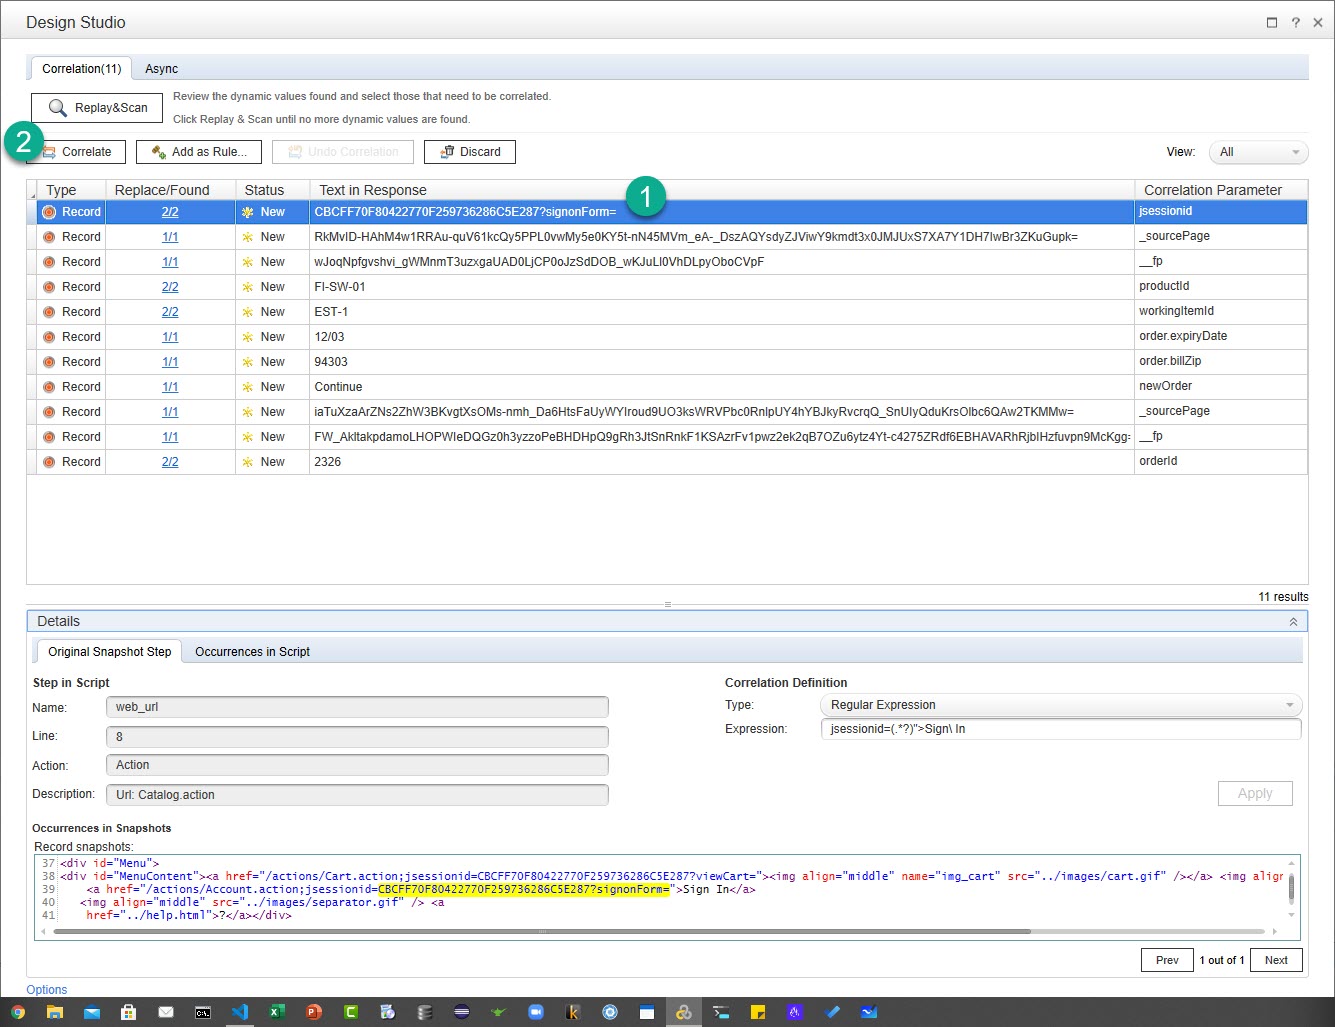 Design Studio
Correlation(11) Async
Replay&Scan
Review the dynamic values found and select those that need to be correlated.
Click Replay & Scan until no more dynamic values are found.
2
Correlate Add as Rule... Undo Correlation Discard View: All
Type Replace/Found Status Text in Response Correlation Parameter
1
Record 2/2 New CBCFF70F80422770F259736286C5E287?signonForm= jsessionid
Record 1/1 New RkMvlD-HAhM4w1RRAu-quV61kcQy5PPL0vwMy5e0KY5t-nN45MVm_eA-_DszAQYsdyZJViwY9kmdt3x0JMJUxS7XA7Y1DH7lwBr3ZKuGupk= _sourcePage
Record 1/1 New wJoqNpfgvshvi_gWMnmT3uzxgaUAD0LjCP0oJzSdDOB_wKJuLl0VhDLpyOboCVpF __fp
Record 2/2 New FI-SW-01 productId
Record 2/2 New EST-1 workingItemId
Record 1/1 New 12/03 order.expiryDate
Record 1/1 New 94303 order.billZip
Record 1/1 New Continue newOrder
Record 1/1 New iaTuXzaArZNs2ZhW3BKvgtXsOMs-nmh_Da6HtsFaUyWYlroud9UO3ksWRVPbc0RnlpUY4hYBJkyRvcrqQ_SnUlyQduKrsOlbc6QAw2TKMMw= _sourcePage
Record 1/1 New FW_AkltakpdamoLHOPWIeDQGz0h3yzzoPeBHDHpQ9gRh3JtSnRnkF1KSAzrFv1pwz2ek2qB7OZu6ytz4Yt-c4275ZRdf6EBHAVARhRjblHzfuvpn9McKgg= __fp
Record 2/2 New 2326 orderId
11 results
Details
Original Snapshot Step Occurrences in Script
Step in Script Correlation Definition
Name: web_url Type: Regular Expression
Line: 8 Expression: jsessionid=(.*?)">Sign\ In
Action: Action
Description: Url: Catalog.action Apply
Occurrences in Snapshots
Record snapshots:
37 <div id="Menu">
38 <div id="MenuContent"><a href="/actions/Cart.action;jsessionid=CBCFF70F80422770F259736286C5E287?viewCart="><img align="middle" name="img_cart" src="../images/cart.gif" /></a> <img align
39 <a href="/actions/Account.action;jsessionid=CBCFF70F80422770F259736286C5E287?signonForm=">Sign In</a>
40 <img align="middle" src="../images/separator.gif" /> <a
41 href="../help.html">?</a></div>
Prev 1 out of 1 Next
Options